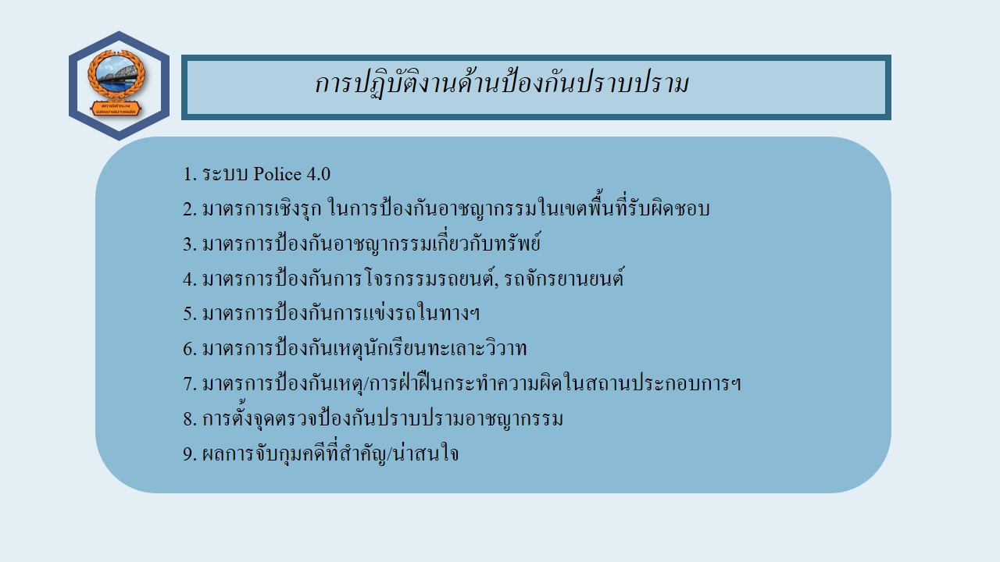 สถานีตำรวจ
การปฏิบัติงานด้านป้องกันปราบปราม
1. ระบบ Police 4.0
2. มาตรการเชิงรุก ในการป้องกันอาชญากรรมในเขตพื้นที่รับผิดชอบ
3. มาตรการป้องกันอาชญากรรมเกี่ยวกับทรัพย์
4. มาตรการป้องกันการโจรกรรมรถยนต์, รถจักรยานยนต์
5. มาตรการป้องกันการแข่งรถในทางฯ
6. มาตรการป้องกันเหตุนักเรียนทะเลาะวิวาท
7. มาตรการป้องกันเหตุ/การฝ่าฝืนกระทำความผิดในสถานประกอบการฯ
8. การตั้งจุดตรวจป้องกันปราบปรามอาชญากรรม
9. ผลการจับกุมคดีที่สำคัญ/น่าสนใจ